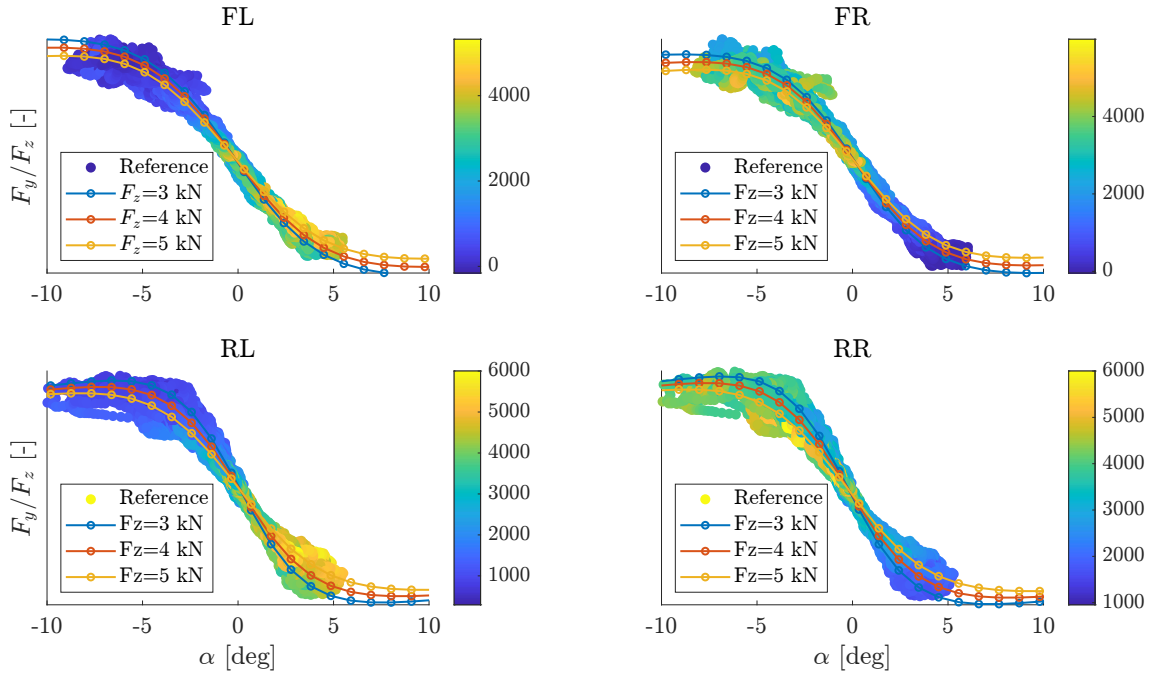 FL
F_y/F_z [-]
Reference
F_z=3 kN
F_z=4 kN
F_z=5 kN
-10 -5 0 5 10
4000
2000
0
FR
Reference
Fz=3 kN
Fz=4 kN
Fz=5 kN
-10 -5 0 5 10
4000
2000
0
RL
F_y/F_z [-]
Reference
Fz=3 kN
Fz=4 kN
Fz=5 kN
-10 -5 0 5 10
α [deg]
6000
5000
4000
3000
2000
1000
RR
Reference
Fz=3 kN
Fz=4 kN
Fz=5 kN
-10 -5 0 5 10
α [deg]
6000
5000
4000
3000
2000
1000